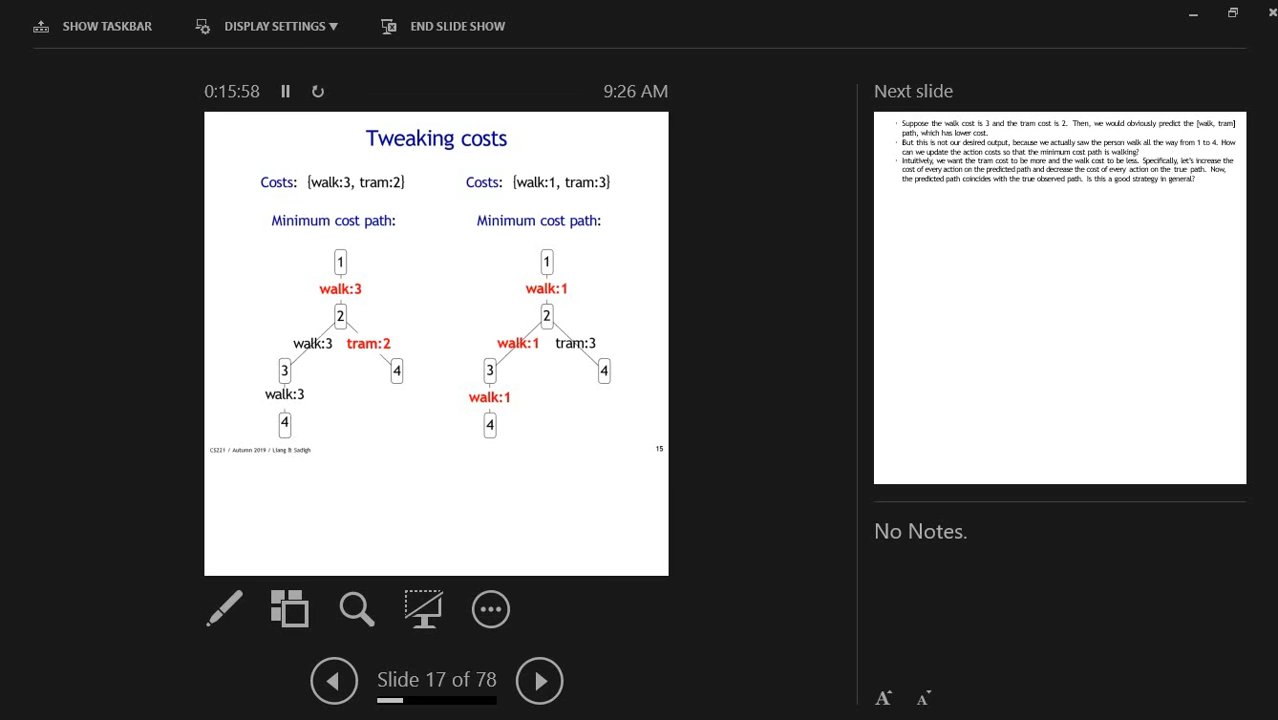 SHOW TASKBAR DISPLAY SETTINGS ▼ END SLIDE SHOW
0:15:58 9:26 AM
Tweaking costs
Costs: {walk:3, tram:2} Costs: {walk:1, tram:3}
Minimum cost path: Minimum cost path:
1 1
walk:3 walk:1
2 2
walk:3 tram:2 walk:1 tram:3
3 4 3 4
walk:3 walk:1
4 4
CS221 / Autumn 2019 / Liang & Sadigh 15
Slide 17 of 78
Next slide
• Suppose the walk cost is 3 and the tram cost is 2. Then, we would obviously predict the [walk, tram]
path, which has lower cost.
• But this is not our desired output, because we actually saw the person walk all the way from 1 to 4. How
can we update the action costs so that the minimum cost path is walking?
• Intuitively, we want the tram cost to be more and the walk cost to be less. Specifically, let's increase the
cost of every action on the predicted path and decrease the cost of every action on the true path. Now,
the predicted path coincides with the true observed path. Is this a good strategy in general?
No Notes.
A A